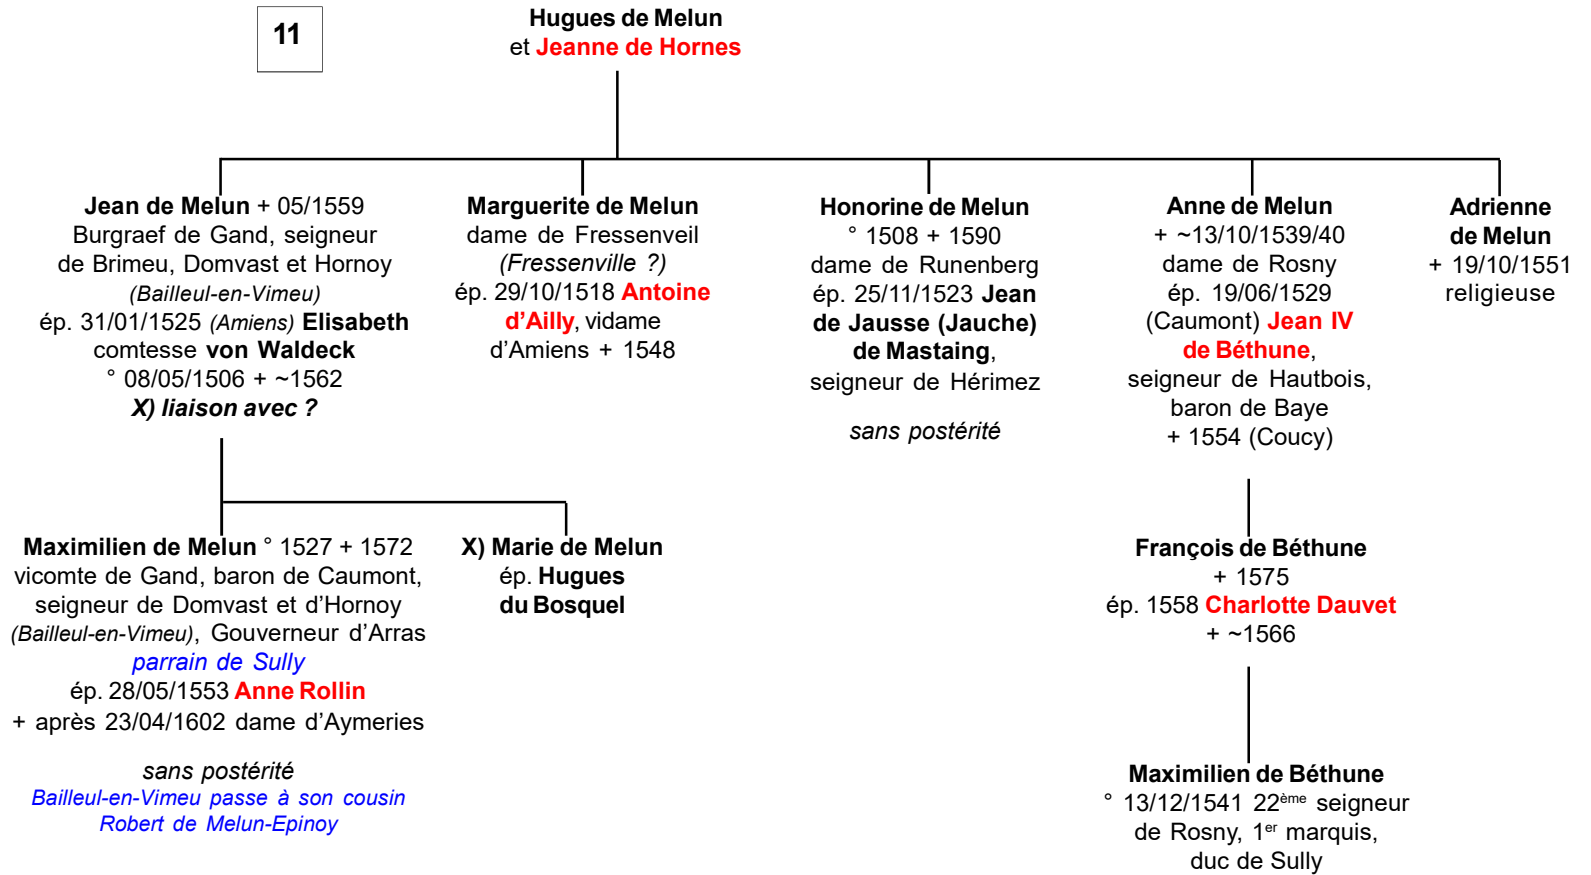 11
Hugues de Melun
et Jeanne de Hornes
Jean de Melun + 05/1559
Burgraef de Gand, seigneur
de Brimeu, Domvast et Hornoy
(Bailleul-en-Vimeu)
ép. 31/01/1525 (Amiens) Elisabeth
comtesse von Waldeck
° 08/05/1506 + ~1562
X) liaison avec ?
Marguerite de Melun
dame de Fressenveil
(Fressenville ?)
ép. 29/10/1518 Antoine
d’Ailly, vidame
d’Amiens + 1548
Honorine de Melun
° 1508 + 1590
dame de Runenberg
ép. 25/11/1523 Jean
de Jausse (Jauche)
de Mastaing,
seigneur de Hérimez
sans postérité
Anne de Melun
+ ~13/10/1539/40
dame de Rosny
ép. 19/06/1529
(Caumont) Jean IV
de Béthune,
seigneur de Hautbois,
baron de Baye
+ 1554 (Coucy)
Adrienne
de Melun
+ 19/10/1551
religieuse
Maximilien de Melun ° 1527 + 1572
vicomte de Gand, baron de Caumont,
seigneur de Domvast et d’Hornoy
(Bailleul-en-Vimeu), Gouverneur d’Arras
parrain de Sully
ép. 28/05/1553 Anne Rollin
+ après 23/04/1602 dame d’Aymeries
sans postérité
Bailleul-en-Vimeu passe à son cousin
Robert de Melun-Epinoy
X) Marie de Melun
ép. Hugues
du Bosquel
François de Béthune
+ 1575
ép. 1558 Charlotte Dauvet
+ ~1566
Maximilien de Béthune
° 13/12/1541 22ème seigneur
de Rosny, 1er marquis,
duc de Sully